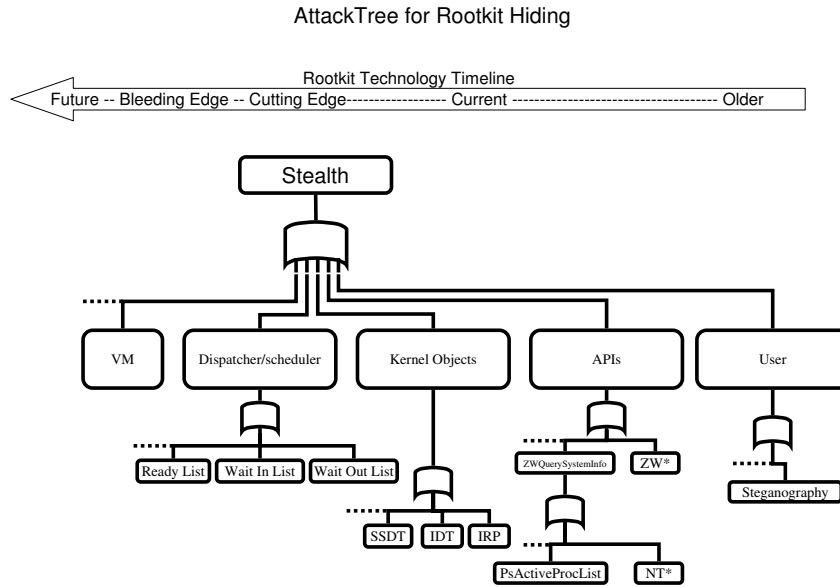 AttackTree for Rootkit Hiding
Rootkit Technology Timeline
Future -- Bleeding Edge -- Cutting Edge------------------ Current -------------------------------------- Older
Stealth
VM
Dispatcher/scheduler
Kernel Objects
APIs
User
Ready List
Wait In List
Wait Out List
ZWQuerySystemInfo
ZW*
Steganography
SSDT
IDT
IRP
PsActiveProcList
NT*